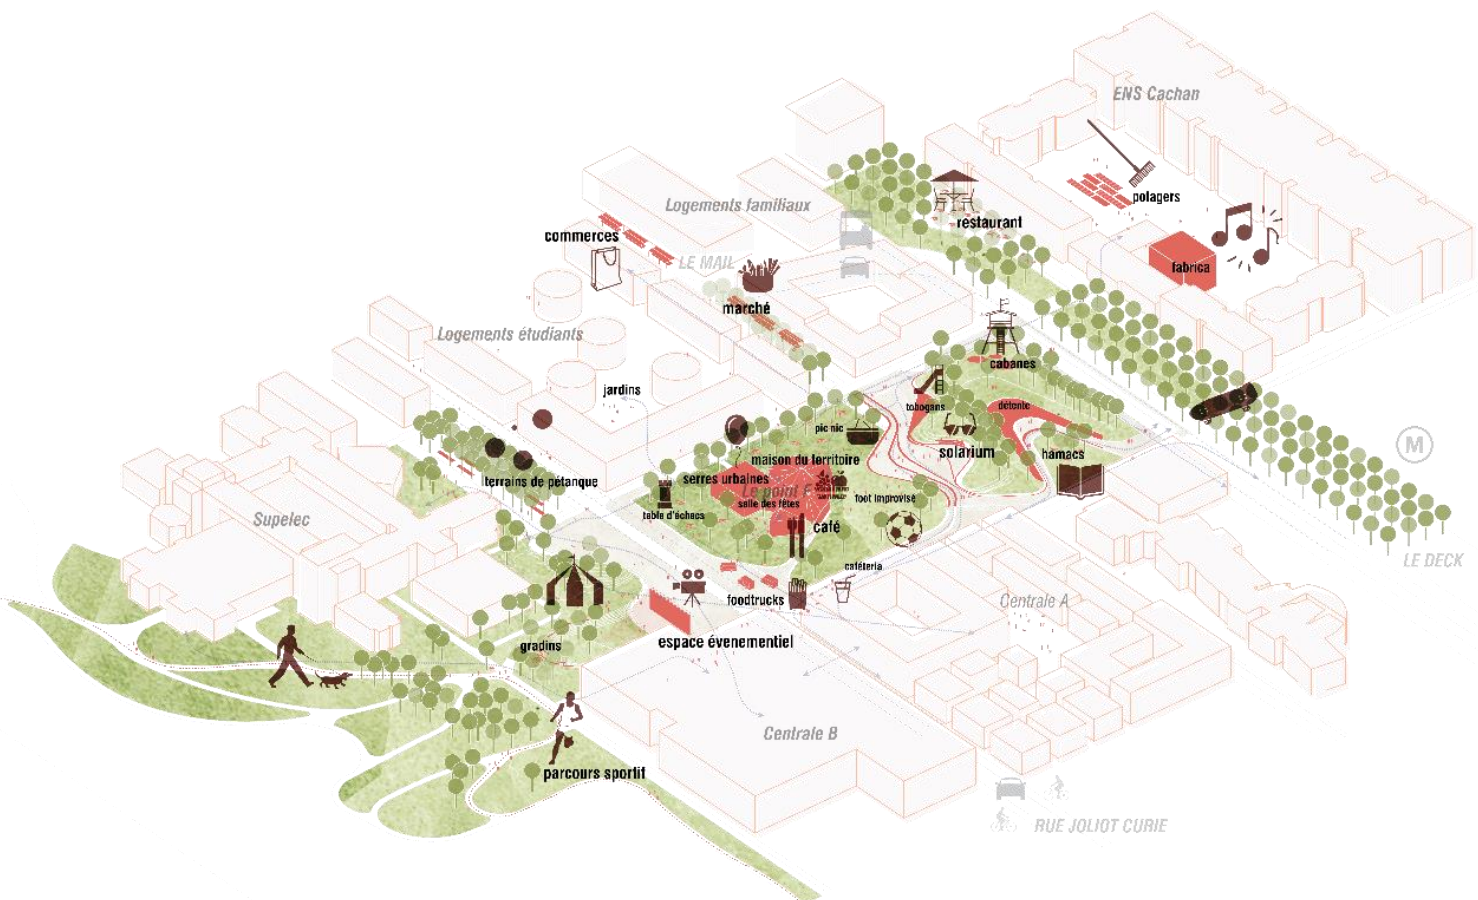 ENS Cachan
polagers
Logements familiaux
restaurant
commerces
LE MAIL
fabrica
marché
Logements étudiants
cabanes
jardins
tobogans
détente
pic nic
solarium
hamacs
M
maison du territoire
serres urbaines
terrains de pétanque
Le point F
salle des fêtes
foot improvisé
table d'échecs
Supelec
café
LE DECK
caféteria
foodtrucks
Centrale A
gradins
espace évenementiel
Centrale B
parcours sportif
RUE JOLIOT CURIE